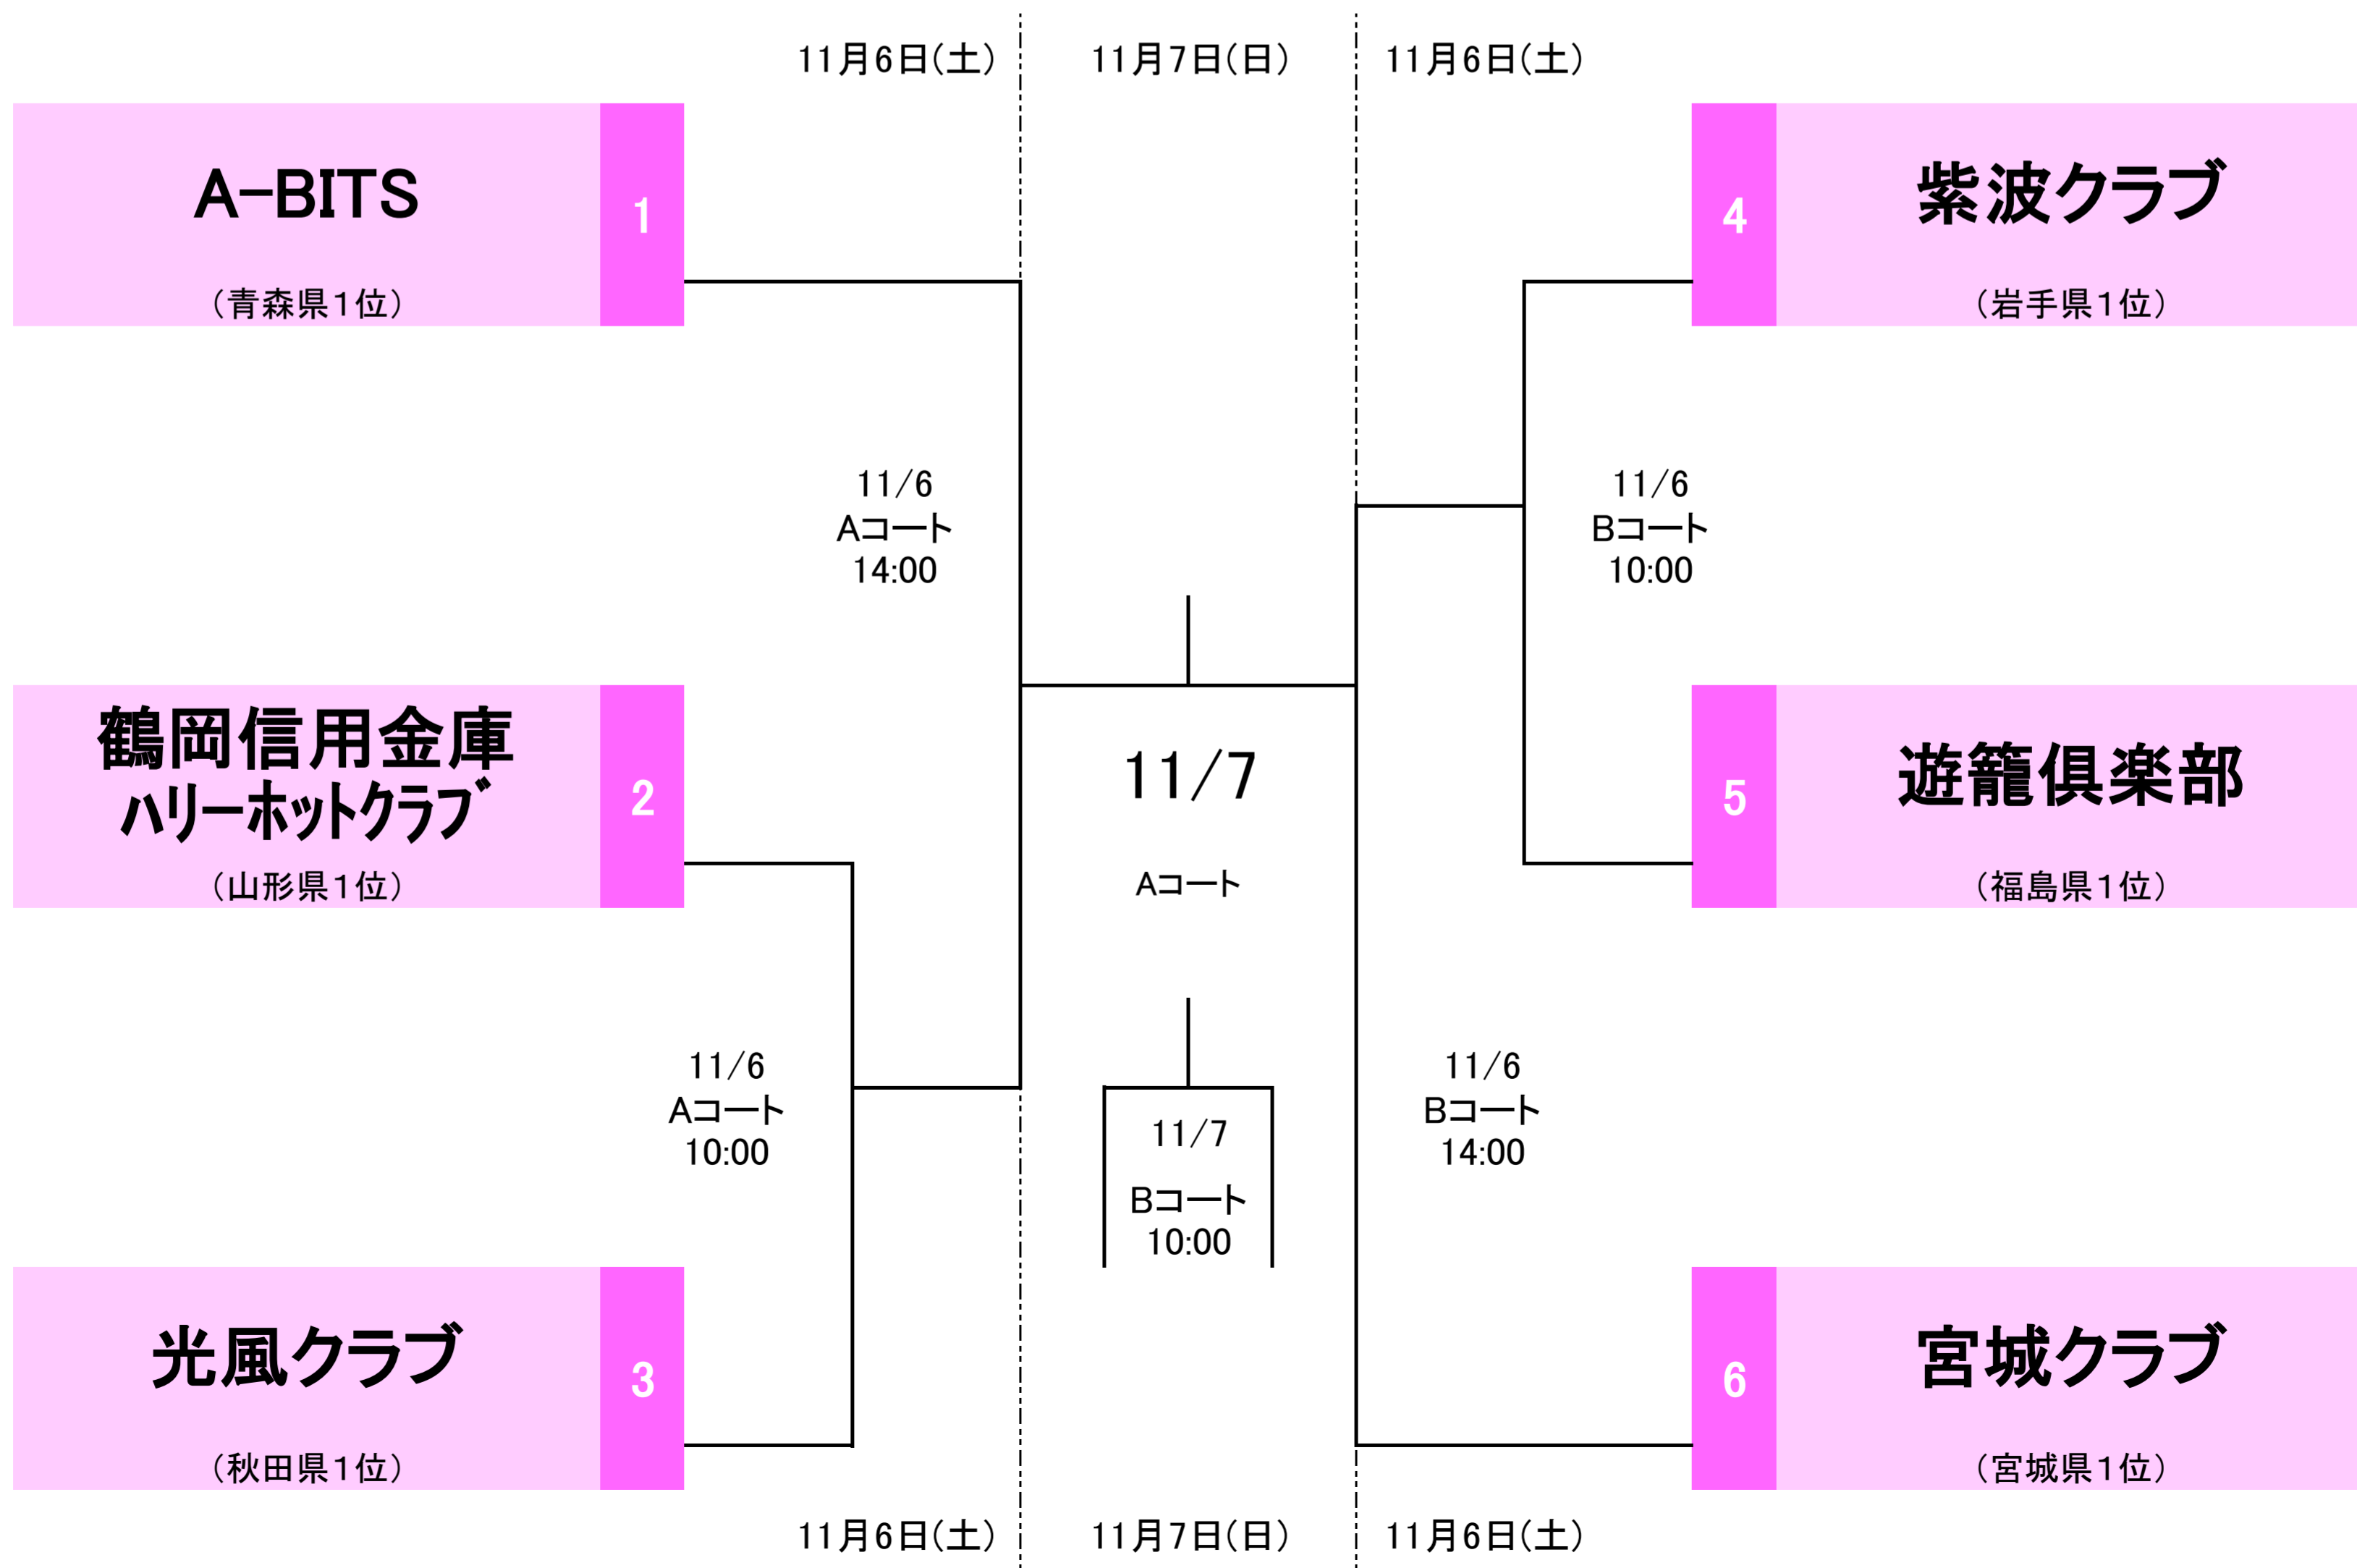 11月6日(土)
11月7日(日)
11月6日(土)
A-BITS
(青森県1位)
1
4
紫波クラブ
(岩手県1位)
11/6
Aコート
14:00
11/6
Bコート
10:00
鶴岡信用金庫
ハリーホットクラブ
(山形県1位)
2
11/7
Aコート
5
遊籠倶楽部
(福島県1位)
11/6
Aコート
10:00
11/7
Bコート
10:00
11/6
Bコート
14:00
光風クラブ
(秋田県1位)
3
6
宮城クラブ
(宮城県1位)
11月6日(土)
11月7日(日)
11月6日(土)